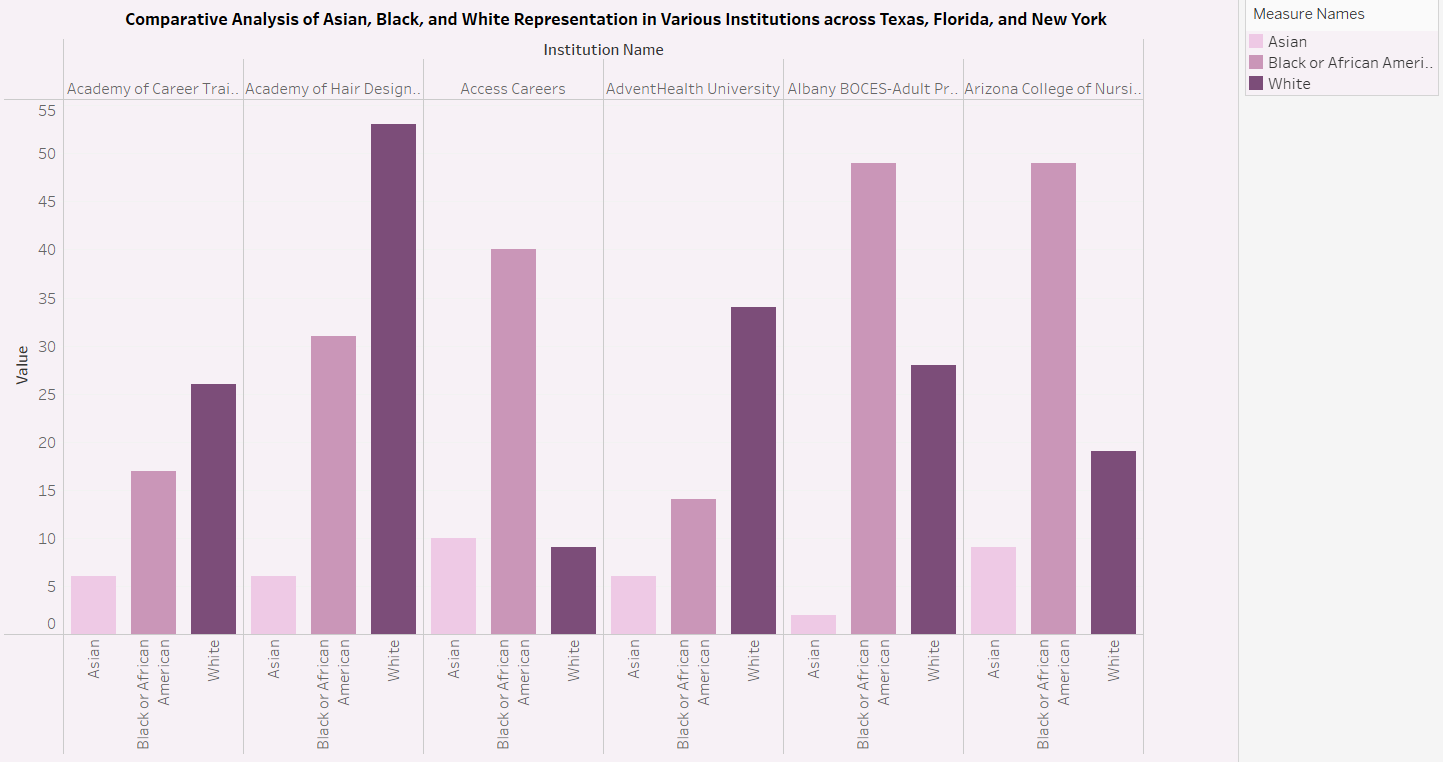 Comparative Analysis of Asian, Black, and White Representation in Various Institutions across Texas, Florida, and New York
Institution Name
Academy of Career Trai.. Academy of Hair Design.. Access Careers AdventHealth University Albany BOCES-Adult Pr.. Arizona College of Nursi..
55
50
45
40
35
30
25
20
15
10
5
0
Value
Asian
Black or African
American
White
Asian
Black or African
American
White
Asian
Black or African
American
White
Asian
Black or African
American
White
Asian
Black or African
American
White
Asian
Black or African
American
White
Measure Names
Asian
Black or African Ameri..
White